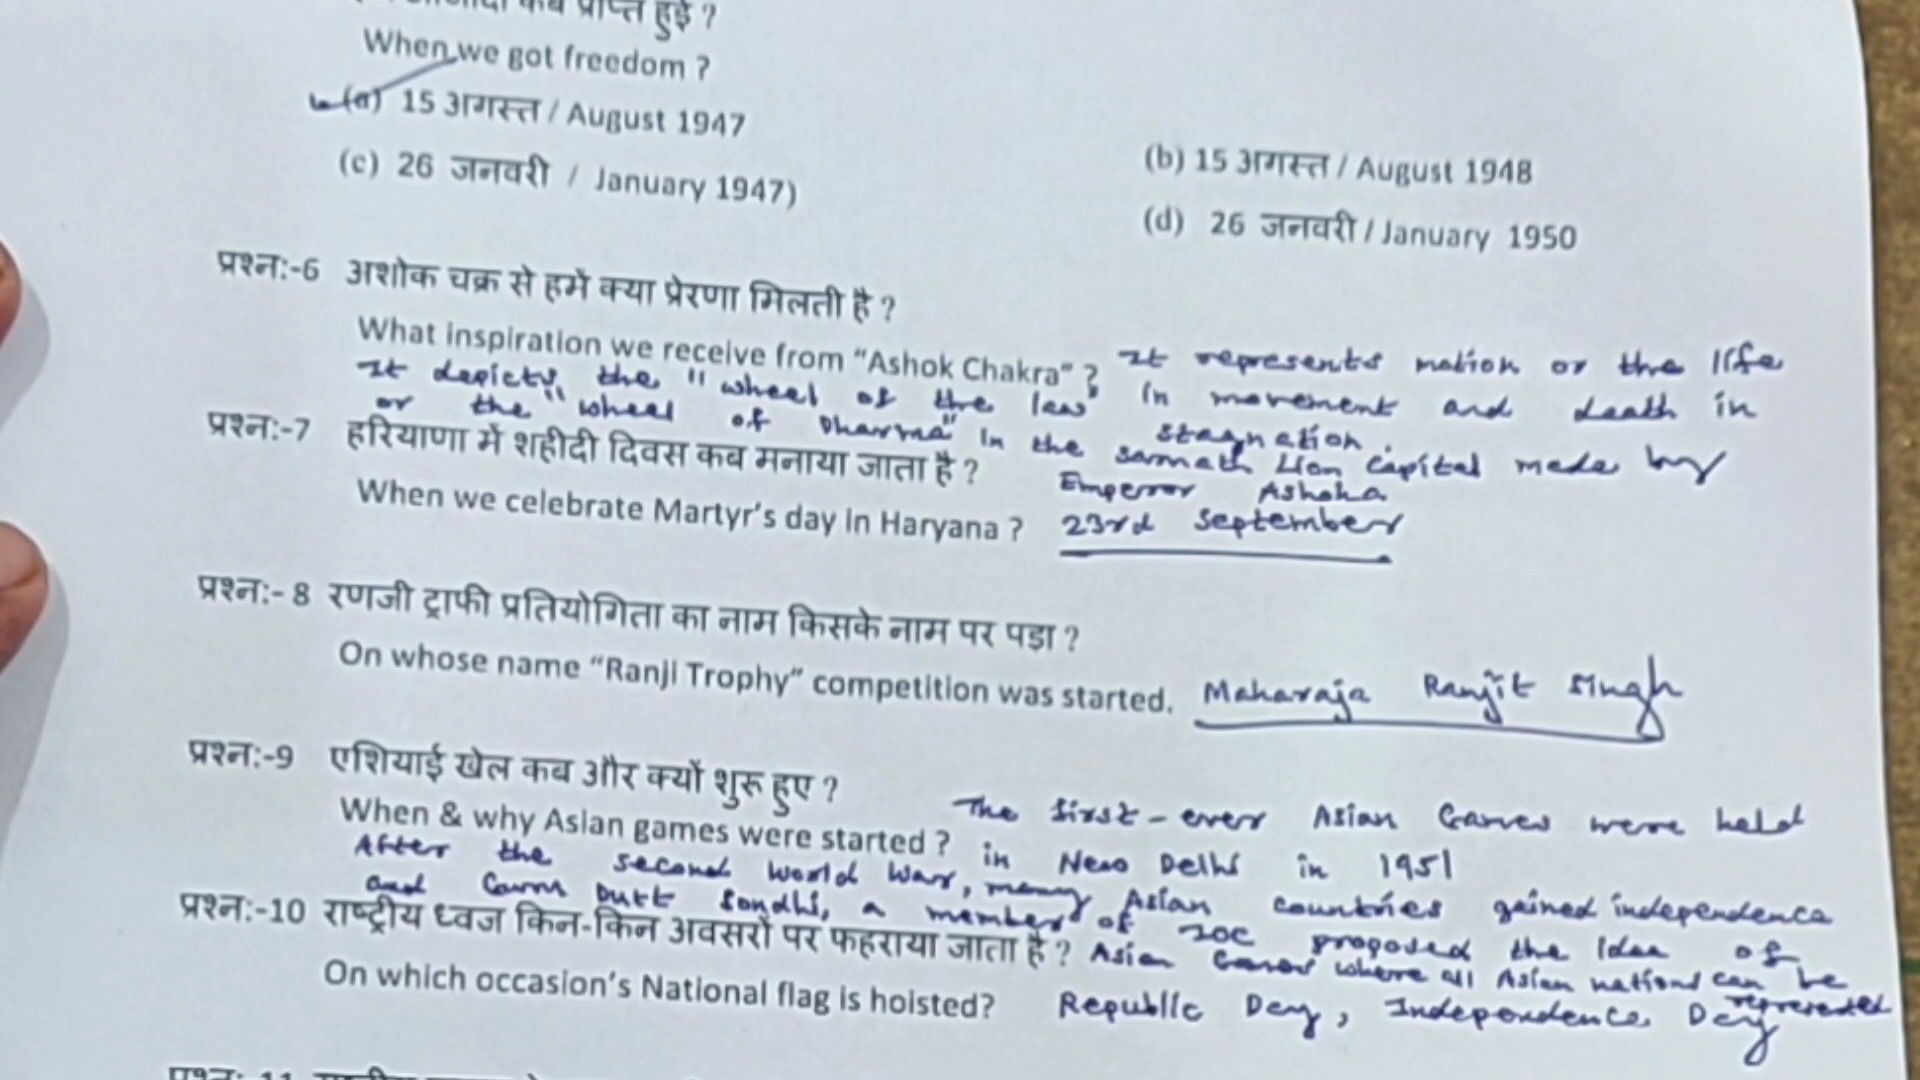 प्राप्त हुई ?
When we got freedom ?
(a) 15 अगस्त / August 1947
(b) 15 अगस्त / August 1948
(c) 26 जनवरी / January 1947)
(d) 26 जनवरी / January 1950
प्रश्न:-6 अशोक चक्र से हमें क्या प्रेरणा मिलती है ?
What inspiration we receive from "Ashok Chakra" ? It represents motion or the life
in movement and death in
stagnation.
It depicts the "wheel of the law"
or the "wheel of Dharma" in the sarnath Lion Capital made by
Emperor Ashoka
प्रश्न:-7 हरियाणा में शहीदी दिवस कब मनाया जाता है ?
When we celebrate Martyr's day in Haryana ? 23rd September
प्रश्न:- 8 रणजी ट्राफी प्रतियोगिता का नाम किसके नाम पर पड़ा ?
On whose name "Ranji Trophy" competition was started. Maharaja Ranjit Singh
प्रश्न:-9 एशियाई खेल कब और क्यों शुरू हुए ?
When & why Asian games were started ? The first-ever Asian Games were held
in New Delhi in 1951
After the second world war, many Asian countries gained independence
and Guru Dutt Sondhi, a member of IOC proposed the Idea of
Asian Games where all Asian nations can be
represented
प्रश्न:-10 राष्ट्रीय ध्वज किन-किन अवसरों पर फहराया जाता है ?
On which occasion's National flag is hoisted? Republic Day, Independence Day